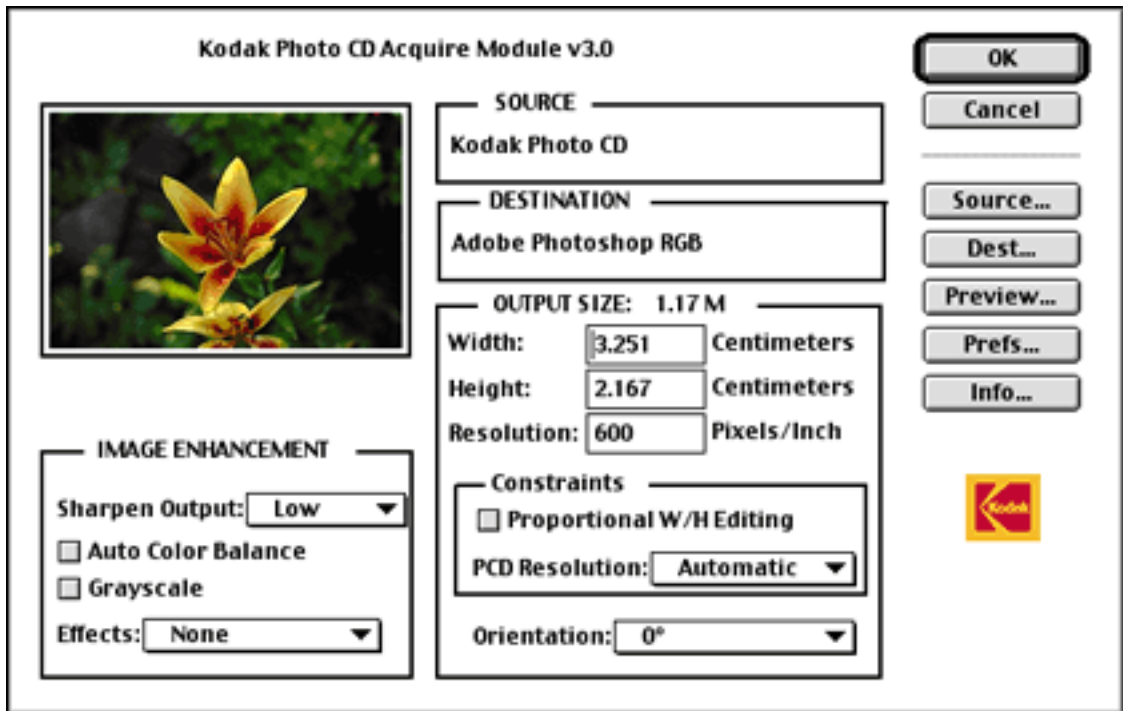 Kodak Photo CD Acquire Module v3.0
OK
Cancel
SOURCE
Kodak Photo CD
DESTINATION
Adobe Photoshop RGB
Source...
Dest...
Preview...
Prefs...
Info...
OUTPUT SIZE: 1.17 M
Width: 3.251 Centimeters
Height: 2.167 Centimeters
Resolution: 600 Pixels/Inch
Constraints
Proportional W/H Editing
PCD Resolution: Automatic
Orientation: 0°
IMAGE ENHANCEMENT
Sharpen Output: Low
Auto Color Balance
Grayscale
Effects: None
Kodak